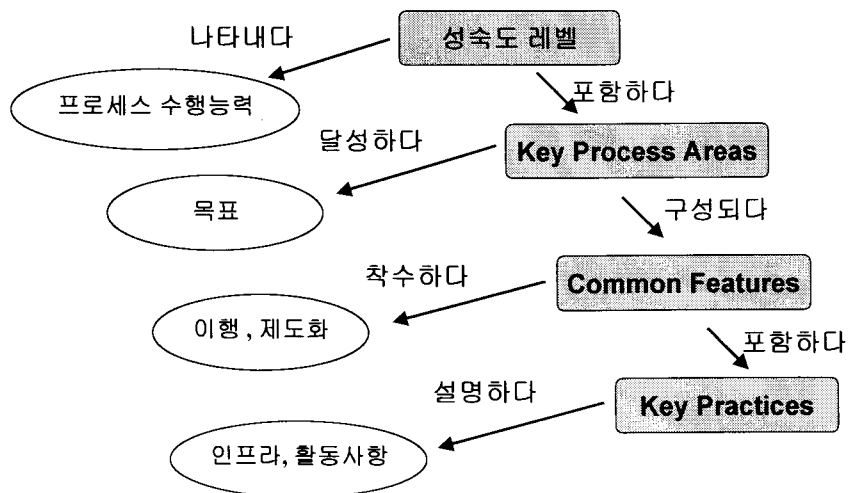 나타내다
성숙도 레벨
프로세스 수행능력
포함하다
달성하다
Key Process Areas
목표
구성되다
착수하다
Common Features
이행 , 제도화
포함하다
설명하다
Key Practices
인프라, 활동사항